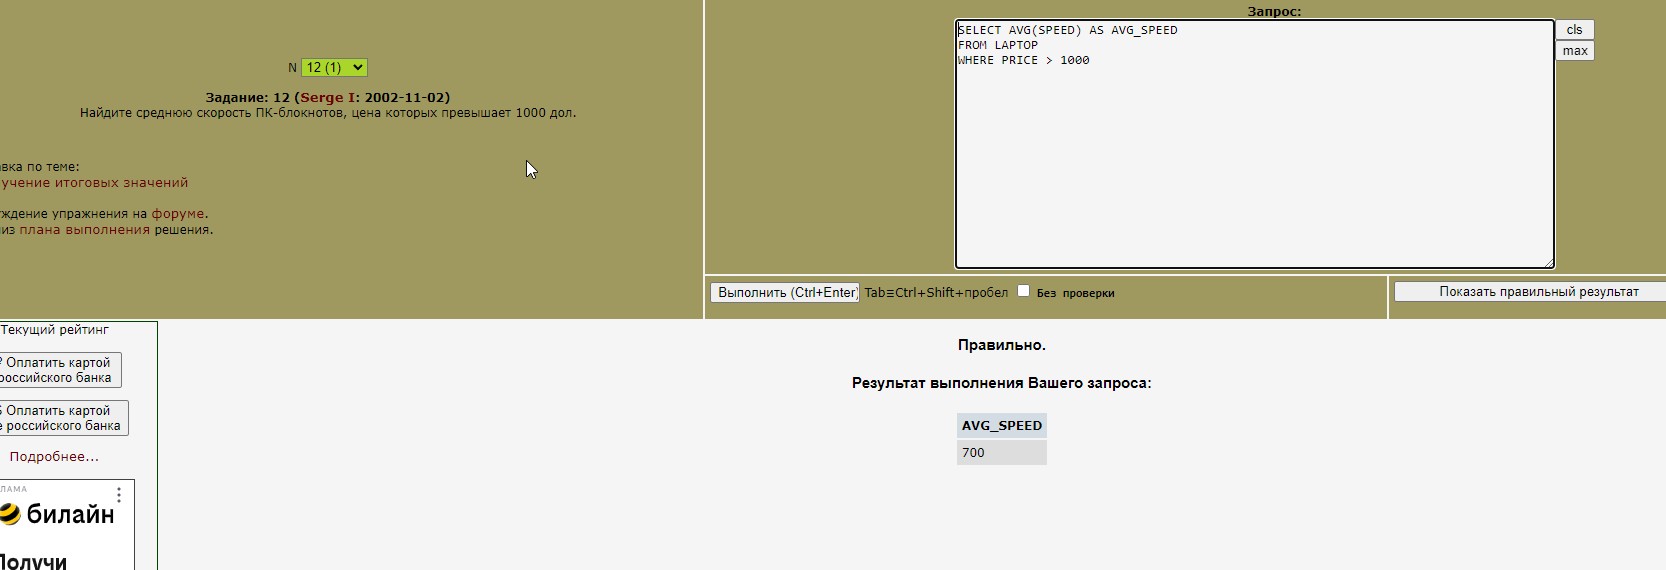 N 12 (1)
Задание: 12 (Serge I: 2002-11-02)
Найдите среднюю скорость ПК-блокнотов, цена которых превышает 1000 дол.
авка по теме:
учение итоговых значений
ждение упражнения на форуме.
из плана выполнения решения.
Запрос:
SELECT AVG(SPEED) AS AVG_SPEED
FROM LAPTOP
WHERE PRICE > 1000
cls
max
Выполнить (Ctrl+Enter) Tab≡Ctrl+Shift+пробел Без проверки
Показать правильный результат
Текущий рейтинг
Оплатить картой
российского банка
Оплатить картой
е российского банка
Подробнее...
ЛАМА
билайн
Получи
Правильно.
Результат выполнения Вашего запроса:
AVG_SPEED
700